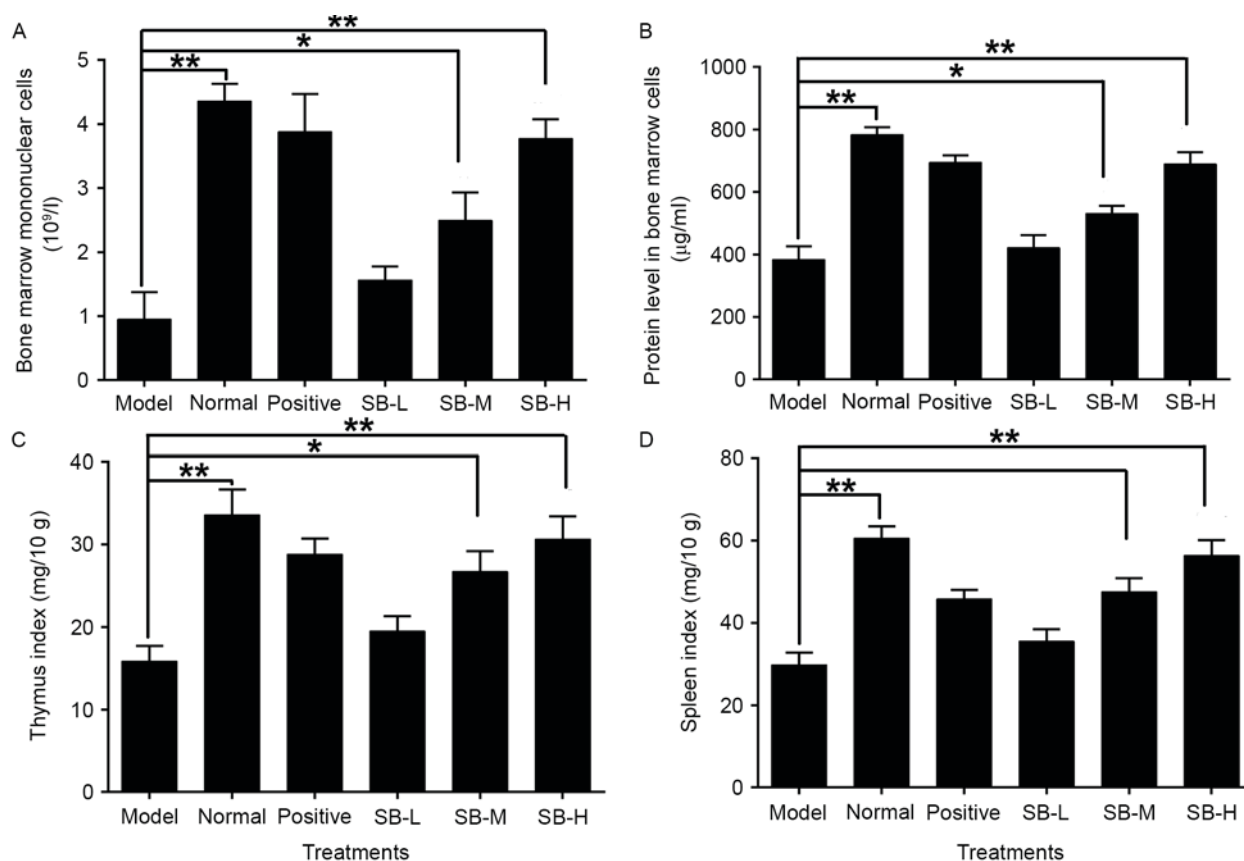 A
**
*
**
Bone marrow mononuclear cells
(10⁹/l)
5
4
3
2
1
0
Model Normal Positive SB-L SB-M SB-H
B
**
*
**
Protein level in bone marrow cells
(µg/ml)
1000
800
600
400
200
0
Model Normal Positive SB-L SB-M SB-H
C
**
*
**
Thymus index (mg/10 g)
40
30
20
10
0
Model Normal Positive SB-L SB-M SB-H
Treatments
D
**
**
Spleen index (mg/10 g)
80
60
40
20
0
Model Normal Positive SB-L SB-M SB-H
Treatments